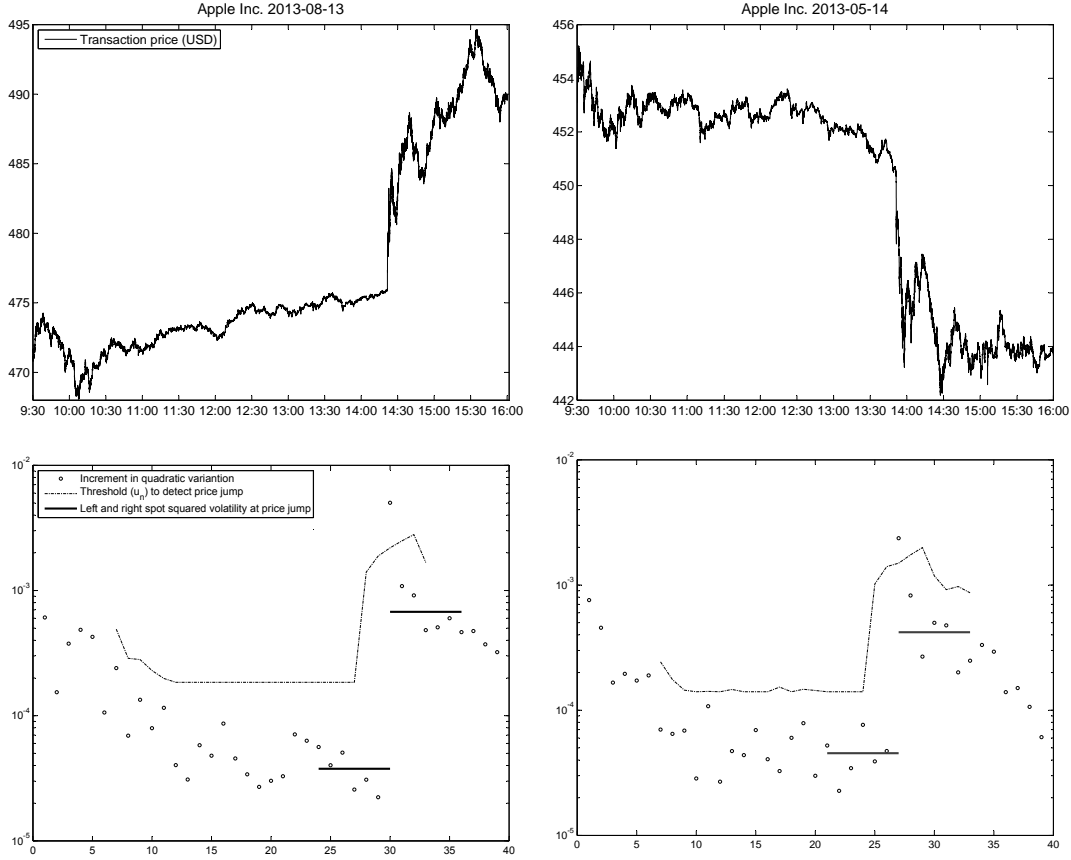 Apple Inc. 2013-08-13
495
490
485
480
475
470
Transaction price (USD)
9:30 10:00 10:30 11:00 11:30 12:00 12:30 13:00 13:30 14:00 14:30 15:00 15:30 16:00
Apple Inc. 2013-05-14
456
454
452
450
448
446
444
442
9:30 10:00 10:30 11:00 11:30 12:00 12:30 13:00 13:30 14:00 14:30 15:00 15:30 16:00
10^-2
10^-3
10^-4
10^-5
Increment in quadratic variantion
Threshold (u_n) to detect price jump
Left and right spot squared volatility at price jump
0 5 10 15 20 25 30 35 40
10^-2
10^-3
10^-4
10^-5
0 5 10 15 20 25 30 35 40